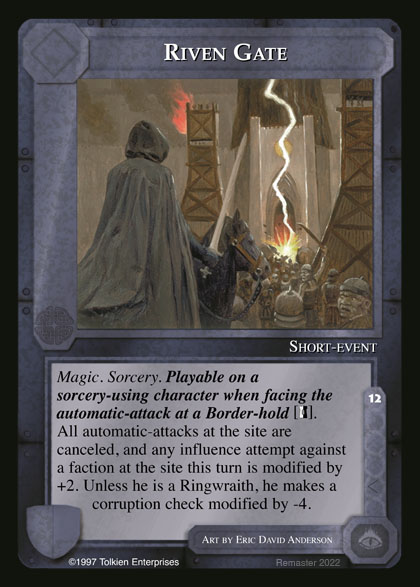 RIVEN GATE
SHORT-EVENT
Magic. Sorcery. Playable on a
sorcery-using character when facing the
automatic-attack at a Border-hold [].
All automatic-attacks at the site are
canceled, and any influence attempt against
a faction at the site this turn is modified by
+2. Unless he is a Ringwraith, he makes a
corruption check modified by -4.
12
ART BY ERIC DAVID ANDERSON
©1997 Tolkien Enterprises
Remaster 2022